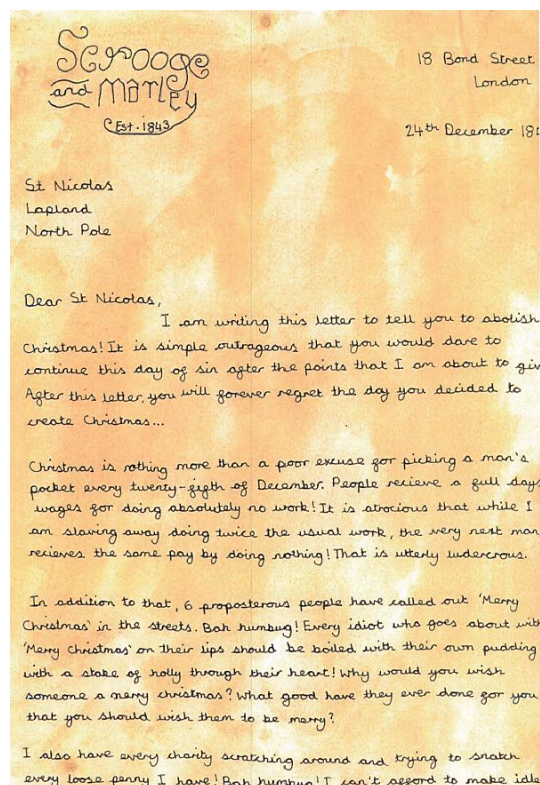 Scrooge
and Marley
Est. 1843
18 Bond Street
London
24th December 18
St Nicolas
Lapland
North Pole
Dear St Nicolas,
I am writing this letter to tell you to abolish
Christmas! It is simple outrageous that you would dare to
continue this day of sin after the points that I am about to giv
After this letter, you will forever regret the day you decided to
create Christmas...
Christmas is nothing more than a poor excuse for picking a man's
pocket every twenty-fifth of December. People recieve a full days
wages for doing absolutely no work! It is atrocious that while I
am slaving away doing twice the usual work, the very next man
recieves the same pay by doing nothing! That is utterly ludercrous.
In addition to that, 6 proposterous people have called out 'Merry
Christmas' in the streets. Bah humbug! Every idiot who goes about with
'Merry Christmas' on their lips should be boiled with their own pudding
with a stake of holly through their heart! Why would you wish
someone a merry christmas? What good have they ever done for you
that you should wish them to be merry?
I also have every charity scratching around and trying to snatch
every loose penny I have! Bah humbug! I can't afford to make idle